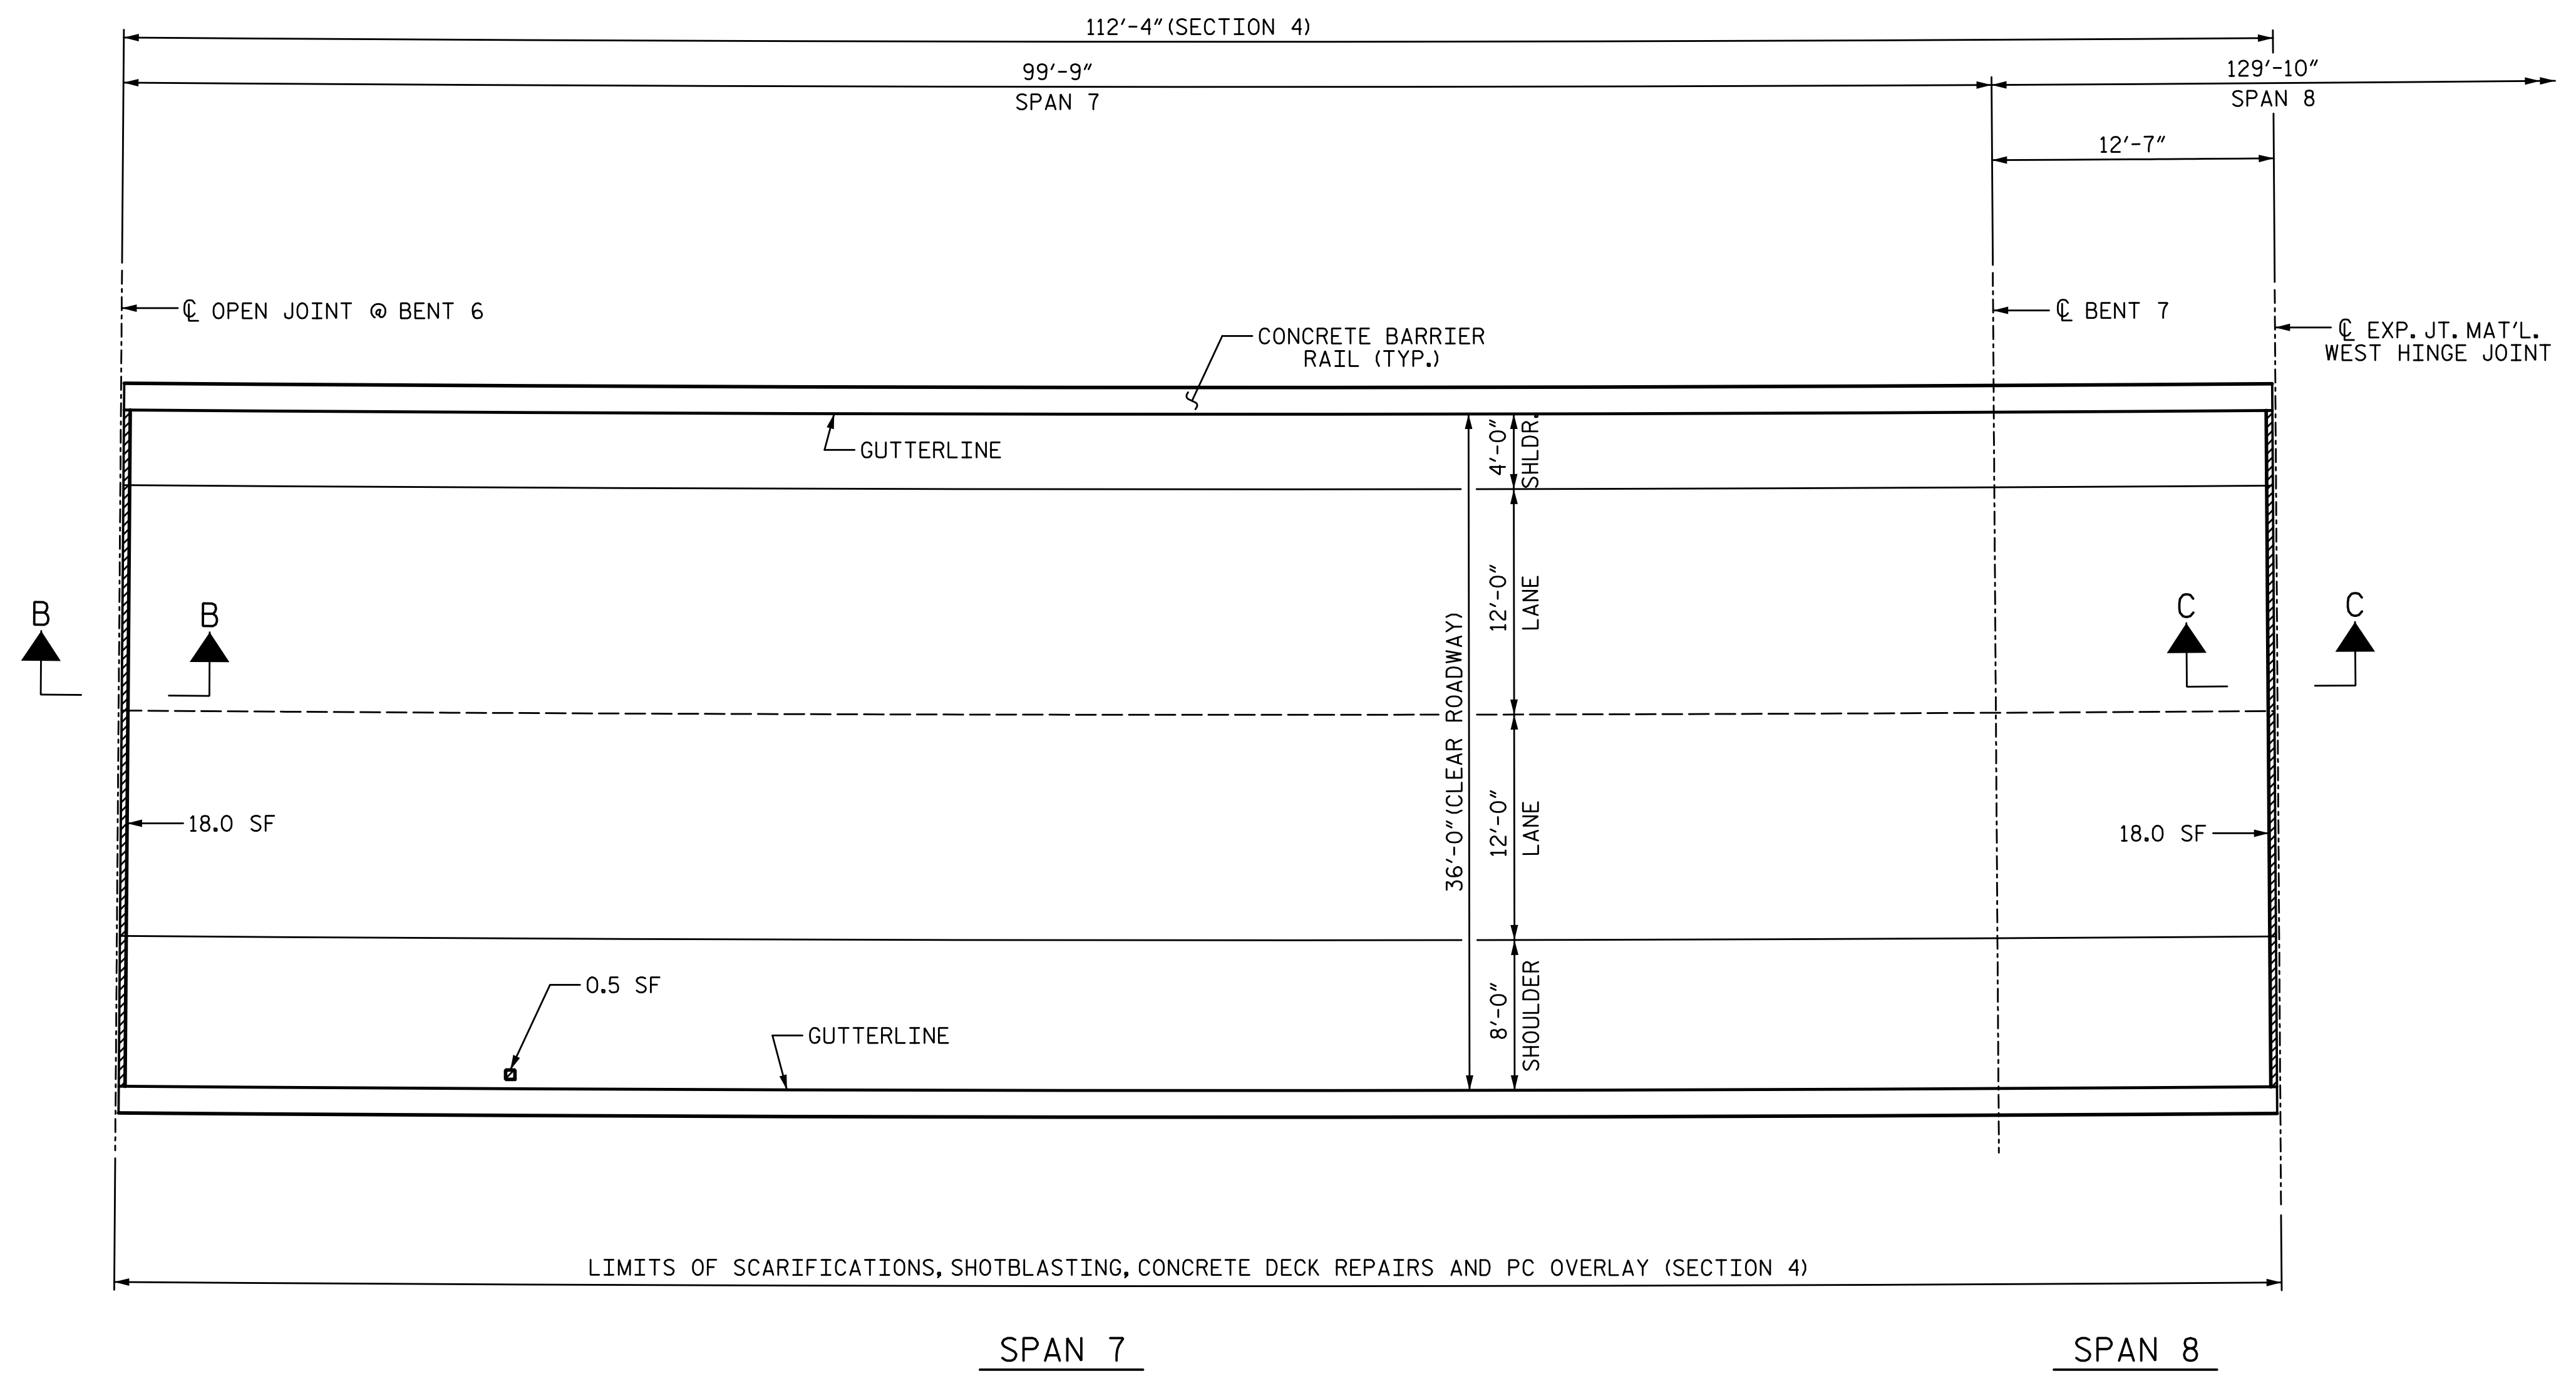 112'-4" (SECTION 4)
99'-9"
SPAN 7
129'-10"
SPAN 8
12'-7"
℄ OPEN JOINT @ BENT 6
℄ BENT 7
℄ EXP. JT. MAT'L.
WEST HINGE JOINT
CONCRETE BARRIER
RAIL (TYP.)
GUTTERLINE
4'-0"
SHLDR.
12'-0"
LANE
36'-0" (CLEAR ROADWAY)
B
B
C
C
18.0 SF
12'-0"
LANE
18.0 SF
0.5 SF
GUTTERLINE
8'-0"
SHOULDER
LIMITS OF SCARIFICATIONS, SHOTBLASTING, CONCRETE DECK REPAIRS AND PC OVERLAY (SECTION 4)
SPAN 7
SPAN 8